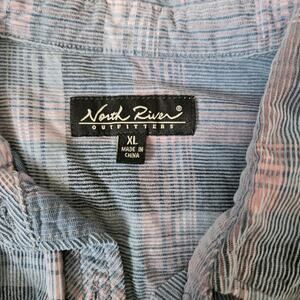 North River®
OUTFITTERS
XL
MADE IN
CHINA